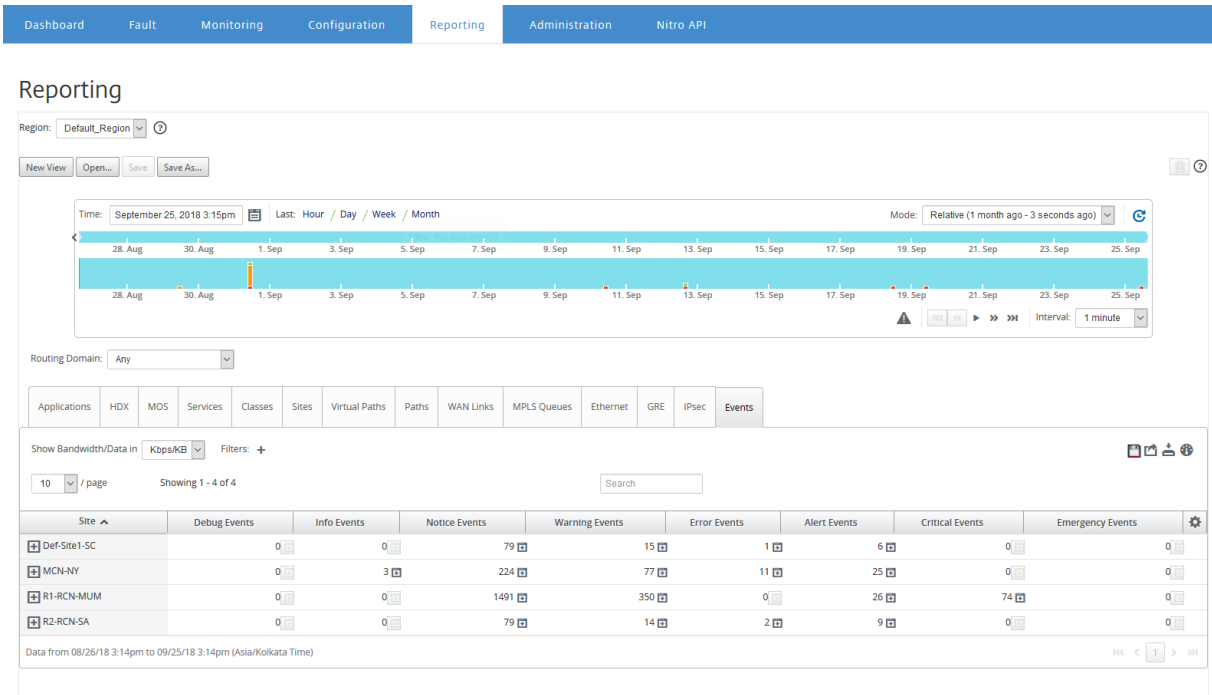 Dashboard Fault Monitoring Configuration Reporting Administration Nitro API
Reporting
Region: Default_Region ?
New View Open... Save Save As... ?
Time: September 25, 2018 3:15pm Last: Hour / Day / Week / Month Mode: Relative (1 month ago - 3 seconds ago)
28. Aug 30. Aug 1. Sep 3. Sep 5. Sep 7. Sep 9. Sep 11. Sep 13. Sep 15. Sep 17. Sep 19. Sep 21. Sep 23. Sep 25. Sep
28. Aug 30. Aug 1. Sep 3. Sep 5. Sep 7. Sep 9. Sep 11. Sep 13. Sep 15. Sep 17. Sep 19. Sep 21. Sep 23. Sep 25. Sep
Interval: 1 minute
Routing Domain: Any
Applications HDX MOS Services Classes Sites Virtual Paths Paths WAN Links MPLS Queues Ethernet GRE IPsec Events
Show Bandwidth/Data in Kbps/KB Filters: +
10 / page Showing 1 - 4 of 4 Search
Site Debug Events Info Events Notice Events Warning Events Error Events Alert Events Critical Events Emergency Events
Def-Site1-SC 0 0 79 15 1 6 0 0
MCN-NY 0 3 224 77 11 25 0 0
R1-RCN-MUM 0 0 1491 350 0 26 74 0
R2-RCN-SA 0 0 79 14 2 9 0 0
Data from 08/26/18 3:14pm to 09/25/18 3:14pm (Asia/Kolkata Time) 1